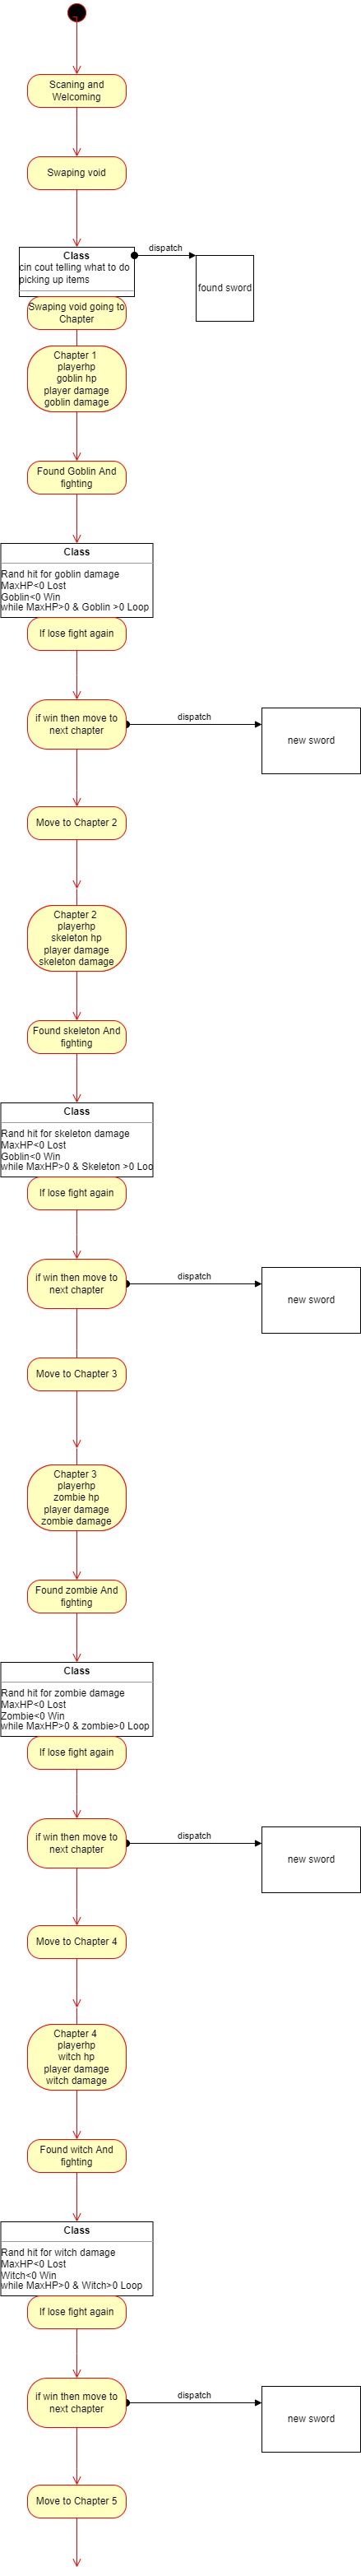 Scaning and
Welcoming
Swaping void
Class
cin cout telling what to do
picking up items
dispatch
found sword
Swaping void going to
Chapter
Chapter 1
playerhp
goblin hp
player damage
goblin damage
Found Goblin And
fighting
Class
Rand hit for goblin damage
MaxHP<0 Lost
Goblin<0 Win
while MaxHP>0 & Goblin >0 Loop
If lose fight again
if win then move to
next chapter
dispatch
new sword
Move to Chapter 2
Chapter 2
playerhp
skeleton hp
player damage
skeleton damage
Found skeleton And
fighting
Class
Rand hit for skeleton damage
MaxHP<0 Lost
Goblin<0 Win
while MaxHP>0 & Skeleton >0 Loo
If lose fight again
if win then move to
next chapter
dispatch
new sword
Move to Chapter 3
Chapter 3
playerhp
zombie hp
player damage
zombie damage
Found zombie And
fighting
Class
Rand hit for zombie damage
MaxHP<0 Lost
Zombie<0 Win
while MaxHP>0 & zombie>0 Loop
If lose fight again
if win then move to
next chapter
dispatch
new sword
Move to Chapter 4
Chapter 4
playerhp
witch hp
player damage
witch damage
Found witch And
fighting
Class
Rand hit for witch damage
MaxHP<0 Lost
Witch<0 Win
while MaxHP>0 & Witch>0 Loop
If lose fight again
if win then move to
next chapter
dispatch
new sword
Move to Chapter 5